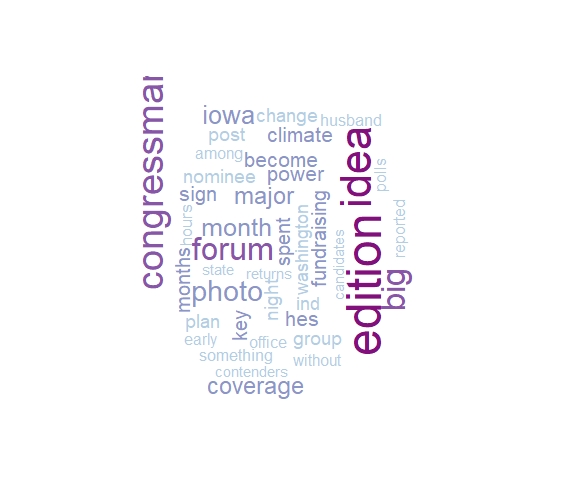 congressmar
iowa
change
husband
post
climate
among
become
nominee
power
polls
sign
major
edition idea
hours
month
spent
washington
fundraising
candidates
reported
forum
state
returns
months
photo
night
ind
big
plan
key
hes
early
office
group
something
without
contenders
coverage